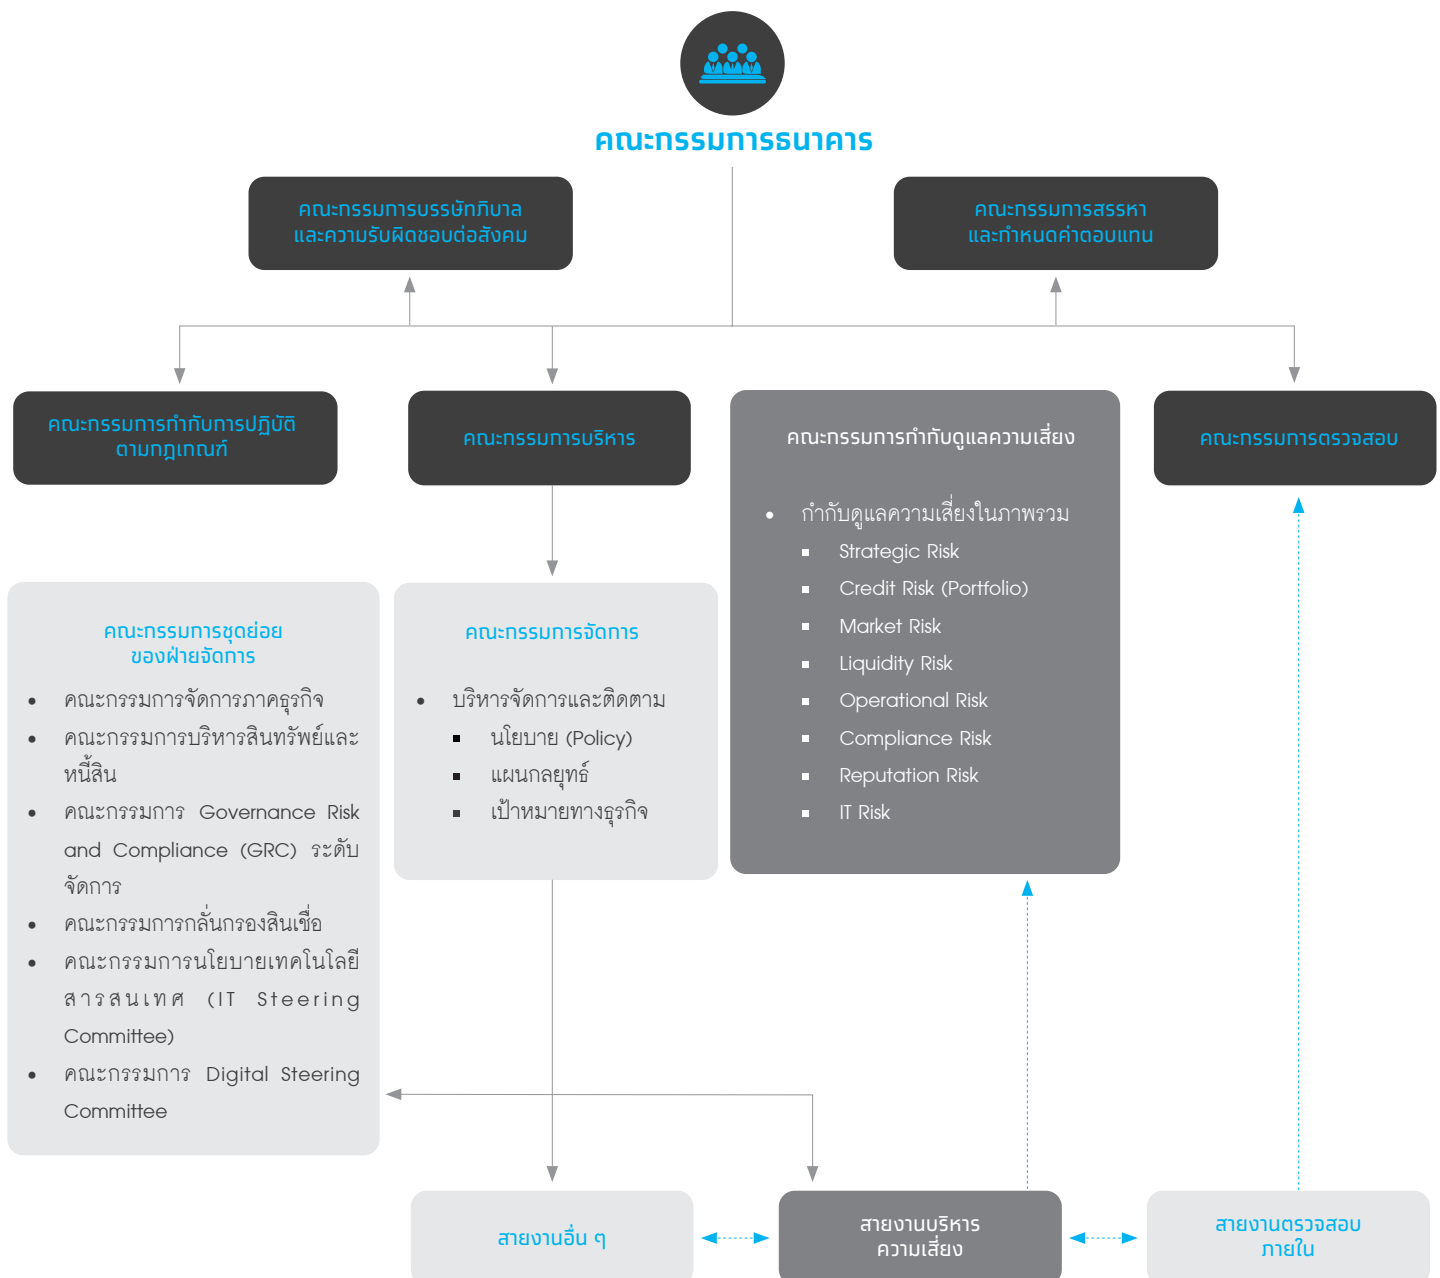 คณะกรรมการธนาคาร
คณะกรรมการบรรษัทภิบาล
และความรับผิดชอบต่อสังคม
คณะกรรมการสรรหา
และกำหนดค่าตอบแทน
คณะกรรมการกำกับการปฏิบัติ
ตามกฎเกณฑ์
คณะกรรมการบริหาร
คณะกรรมการกำกับดูแลความเสี่ยง
• กำกับดูแลความเสี่ยงในภาพรวม
▪ Strategic Risk
▪ Credit Risk (Portfolio)
▪ Market Risk
▪ Liquidity Risk
▪ Operational Risk
▪ Compliance Risk
▪ Reputation Risk
▪ IT Risk
คณะกรรมการตรวจสอบ
คณะกรรมการชุดย่อย
ของฝ่ายจัดการ
• คณะกรรมการจัดการภาคธุรกิจ
• คณะกรรมการบริหารสินทรัพย์และ
หนี้สิน
• คณะกรรมการ Governance Risk
and Compliance (GRC) ระดับ
จัดการ
• คณะกรรมการกลั่นกรองสินเชื่อ
• คณะกรรมการนโยบายเทคโนโลยี
สารสนเทศ (IT Steering
Committee)
• คณะกรรมการ Digital Steering
Committee
คณะกรรมการจัดการ
• บริหารจัดการและติดตาม
▪ นโยบาย (Policy)
▪ แผนกลยุทธ์
▪ เป้าหมายทางธุรกิจ
สายงานอื่น ๆ
สายงานบริหาร
ความเสี่ยง
สายงานตรวจสอบ
ภายใน